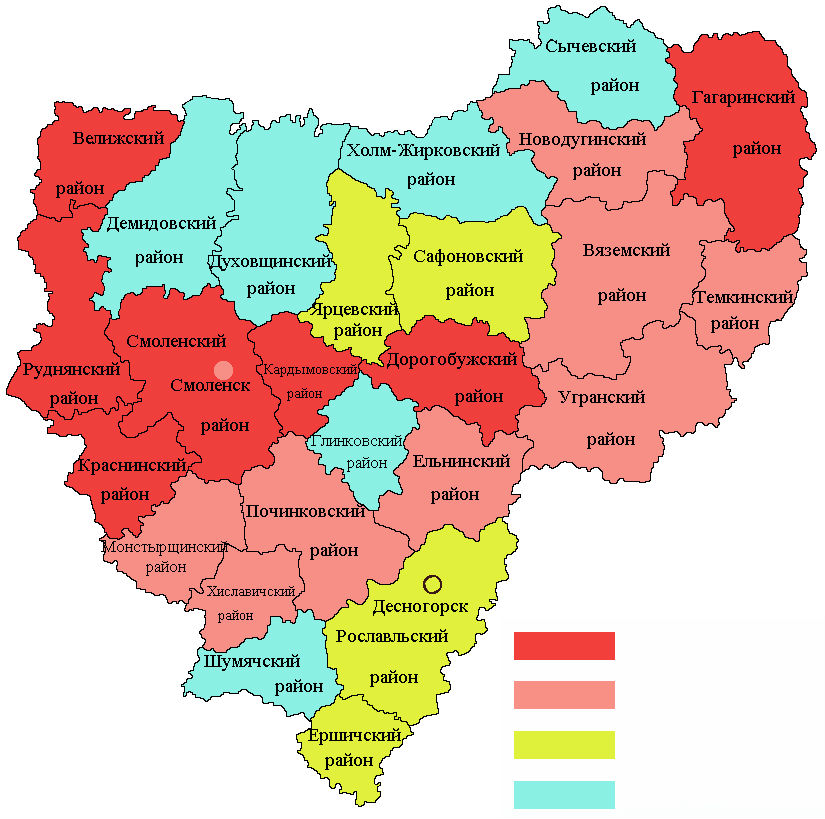 Сычевский
район
Гагаринский
район
Велижский
район
Новодугинский
район
Холм-Жирковский
район
Демидовский
район
Духовщинский
район
Сафоновский
район
Вяземский
район
Темкинский
район
Ярцевский
район
Смоленский
Смоленск
район
Кардымовский
район
Дорогобужский
район
Руднянский
район
Угранский
район
Глинковский
район
Ельнинский
район
Краснинский
район
Починковский
район
Монстырщинский
район
Хиславичский
район
Десногорск
Рославльский
район
Шумячский
район
Ершичский
район